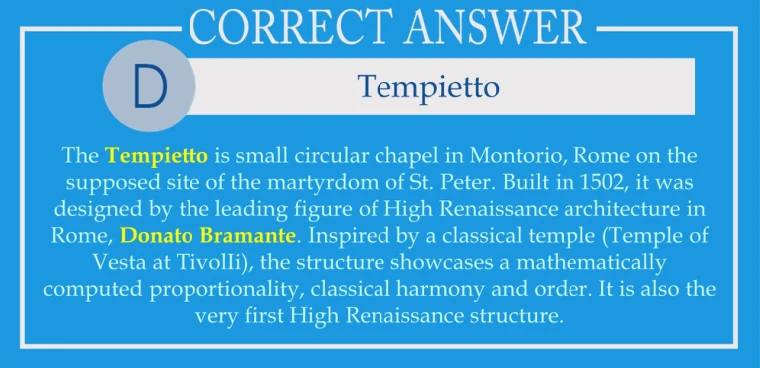 CORRECT ANSWER
D
Tempietto
The Tempietto is small circular chapel in Montorio, Rome on the
supposed site of the martyrdom of St. Peter. Built in 1502, it was
designed by the leading figure of High Renaissance architecture in
Rome, Donato Bramante. Inspired by a classical temple (Temple of
Vesta at TivolIi), the structure showcases a mathematically
computed proportionality, classical harmony and order. It is also the
very first High Renaissance structure.